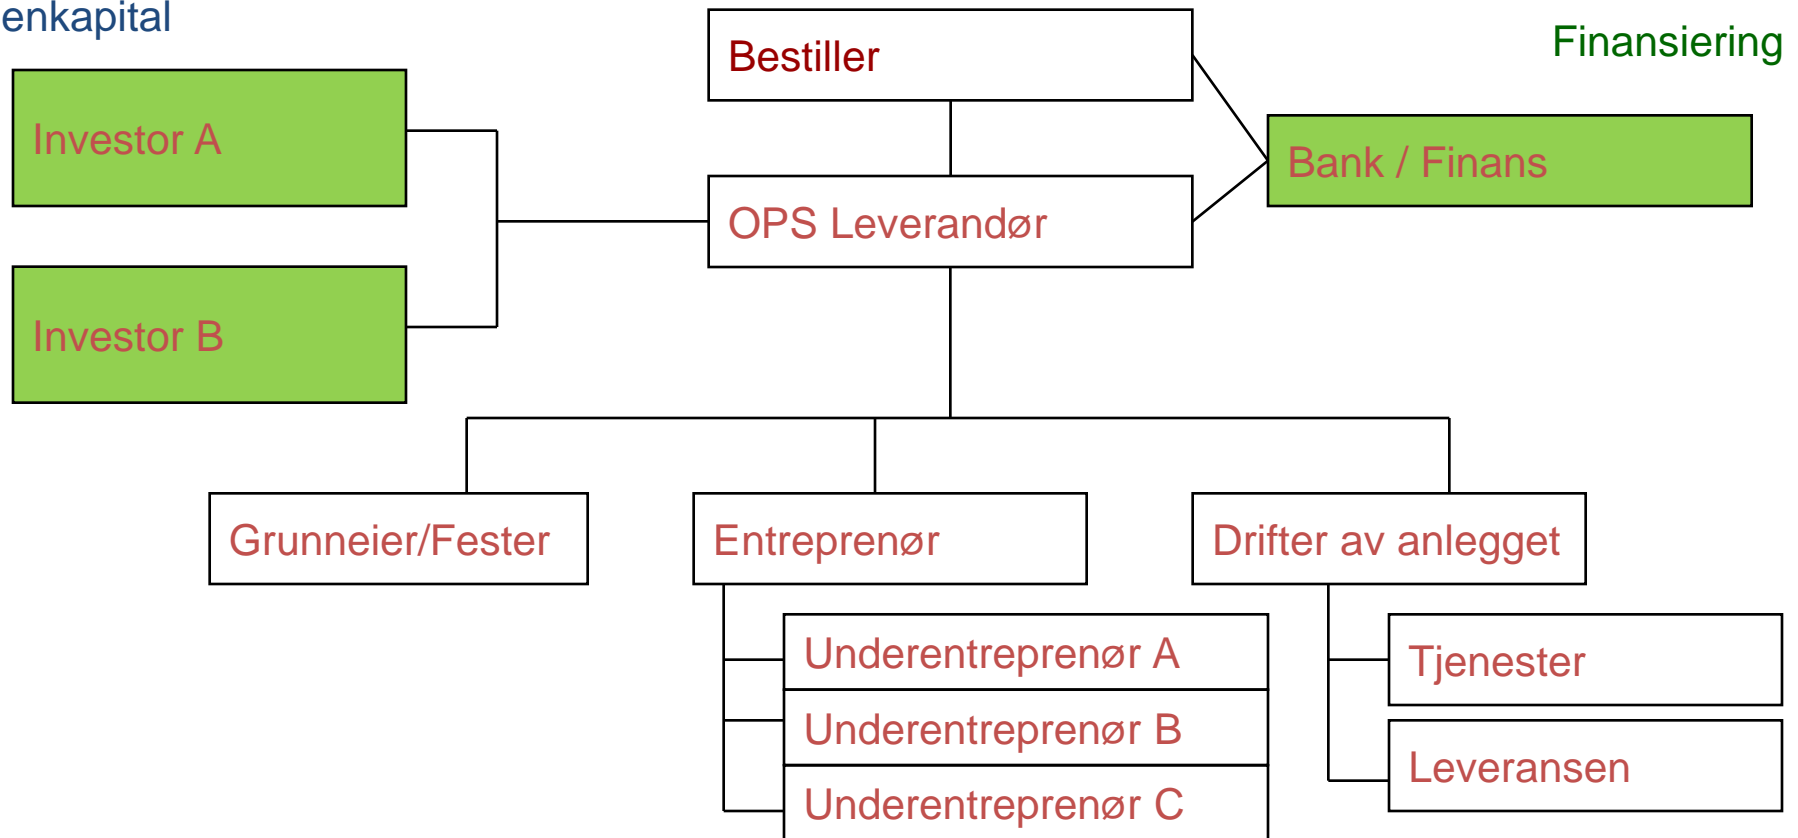 enkapital
Bestiller
Finansiering
Investor A
Bank / Finans
OPS Leverandør
Investor B
Grunneier/Fester
Entreprenør
Drifter av anlegget
Underentreprenør A
Tjenester
Underentreprenør B
Leveransen
Underentreprenør C